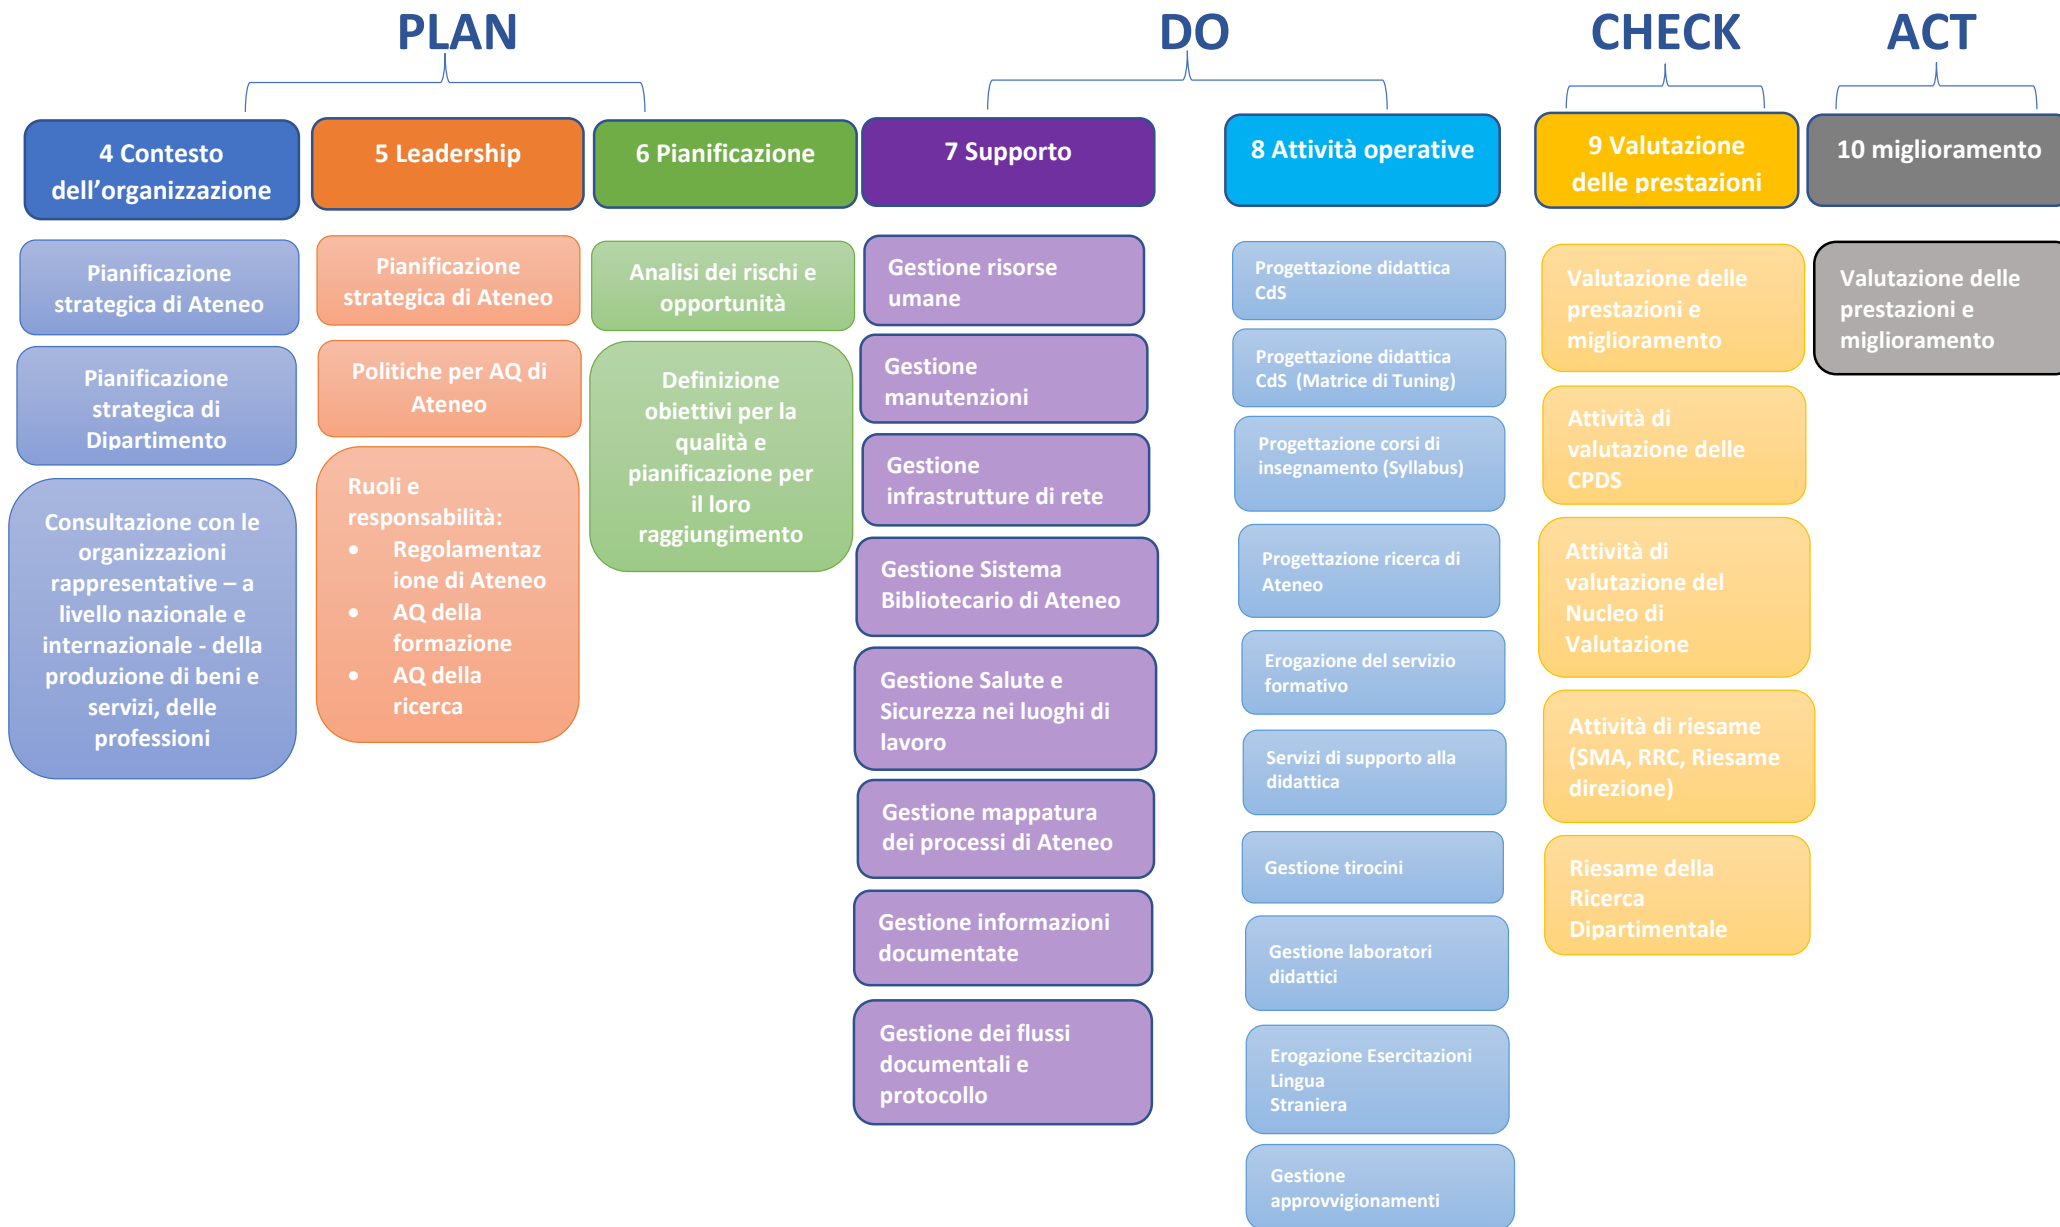 PLAN
DO
CHECK
ACT
4 Contesto
dell’organizzazione
5 Leadership
6 Pianificazione
7 Supporto
8 Attività operative
9 Valutazione
delle prestazioni
10 miglioramento
Pianificazione
strategica di Ateneo
Pianificazione
strategica di
Dipartimento
Consultazione con le
organizzazioni
rappresentative – a
livello nazionale e
internazionale - della
produzione di beni e
servizi, delle
professioni
Pianificazione
strategica di Ateneo
Politiche per AQ di
Ateneo
Ruoli e
responsabilità:
• Regolamentaz
ione di Ateneo
• AQ della
formazione
• AQ della
ricerca
Analisi dei rischi e
opportunità
Definizione
obiettivi per la
qualità e
pianificazione per
il loro
raggiungimento
Gestione risorse
umane
Gestione
manutenzioni
Gestione
infrastrutture di rete
Gestione Sistema
Bibliotecario di Ateneo
Gestione Salute e
Sicurezza nei luoghi di
lavoro
Gestione mappatura
dei processi di Ateneo
Gestione informazioni
documentate
Gestione dei flussi
documentali e
protocollo
Progettazione didattica
CdS
Progettazione didattica
CdS (Matrice di Tuning)
Progettazione corsi di
insegnamento (Syllabus)
Progettazione ricerca di
Ateneo
Erogazione del servizio
formativo
Servizi di supporto alla
didattica
Gestione tirocini
Gestione laboratori
didattici
Erogazione Esercitazioni
Lingua
Straniera
Gestione
approvvigionamenti
Valutazione delle
prestazioni e
miglioramento
Attività di
valutazione delle
CPDS
Attività di
valutazione del
Nucleo di
Valutazione
Attività di riesame
(SMA, RRC, Riesame
direzione)
Riesame della
Ricerca
Dipartimentale
Valutazione delle
prestazioni e
miglioramento